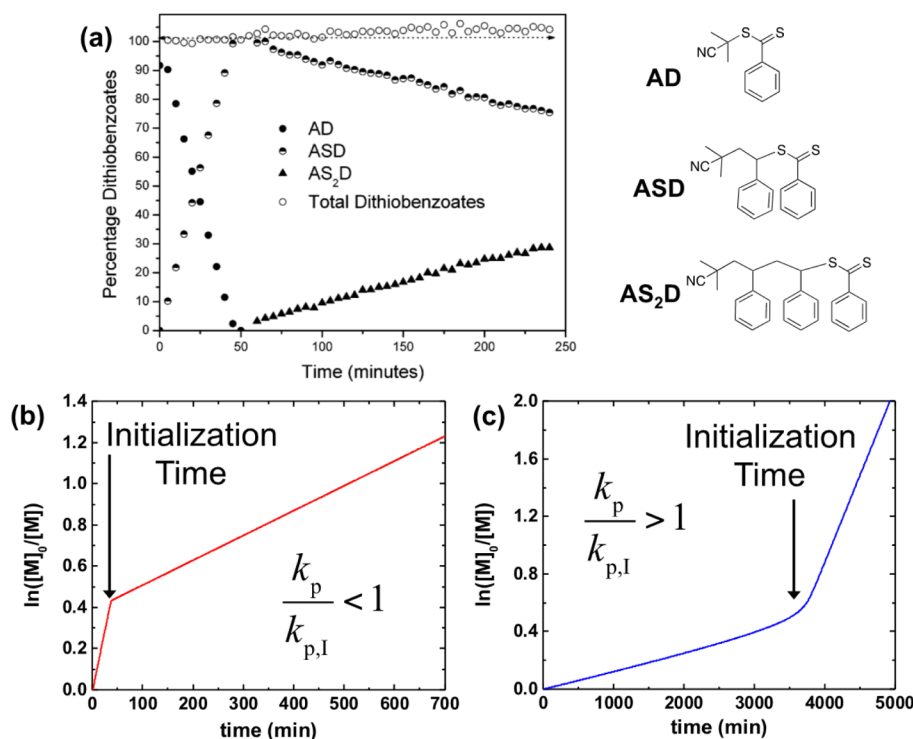 (a)
100
90
80
70
60
50
40
30
20
10
0
Percentage Dithiobenzoates
AD
ASD
AS₂D
Total Dithiobenzoates
0 50 100 150 200 250
Time (minutes)
AD
NC
S
S
ASD
NC
S
S
AS₂D
NC
S
S
(b)
1.4
1.2
1.0
0.8
0.6
0.4
0.2
0.0
ln([M]₀/[M])
Initialization
Time
kₚ
kₚ,I
< 1
0 100 200 300 400 500 600 700
time (min)
(c)
2.0
1.6
1.2
0.8
0.4
0.0
ln([M]₀/[M])
Initialization
Time
kₚ
kₚ,I
> 1
0 1000 2000 3000 4000 5000
time (min)